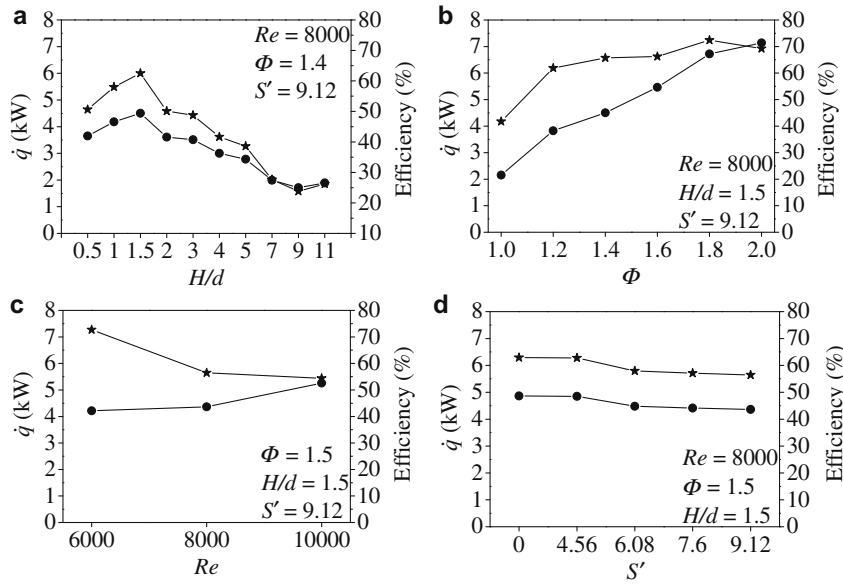 a
8
7
6
5
4
3
2
1
0
q̇ (kW)
80
70
60
50
40
30
20
10
Efficiency (%)
Re = 8000
Φ = 1.4
S′ = 9.12
0.5 1 1.5 2 3 4 5 7 9 11
H/d
b
8
7
6
5
4
3
2
1
0
q̇ (kW)
80
70
60
50
40
30
20
10
0
Efficiency (%)
Re = 8000
H/d = 1.5
S′ = 9.12
1.0 1.2 1.4 1.6 1.8 2.0
Φ
c
8
7
6
5
4
3
2
1
0
q̇ (kW)
80
70
60
50
40
30
20
10
0
Efficiency (%)
Φ = 1.5
H/d = 1.5
S′ = 9.12
6000 8000 10000
Re
d
8
7
6
5
4
3
2
1
0
q̇ (kW)
80
70
60
50
40
30
20
10
0
Efficiency (%)
Re = 8000
Φ = 1.5
H/d = 1.5
0 4.56 6.08 7.6 9.12
S′